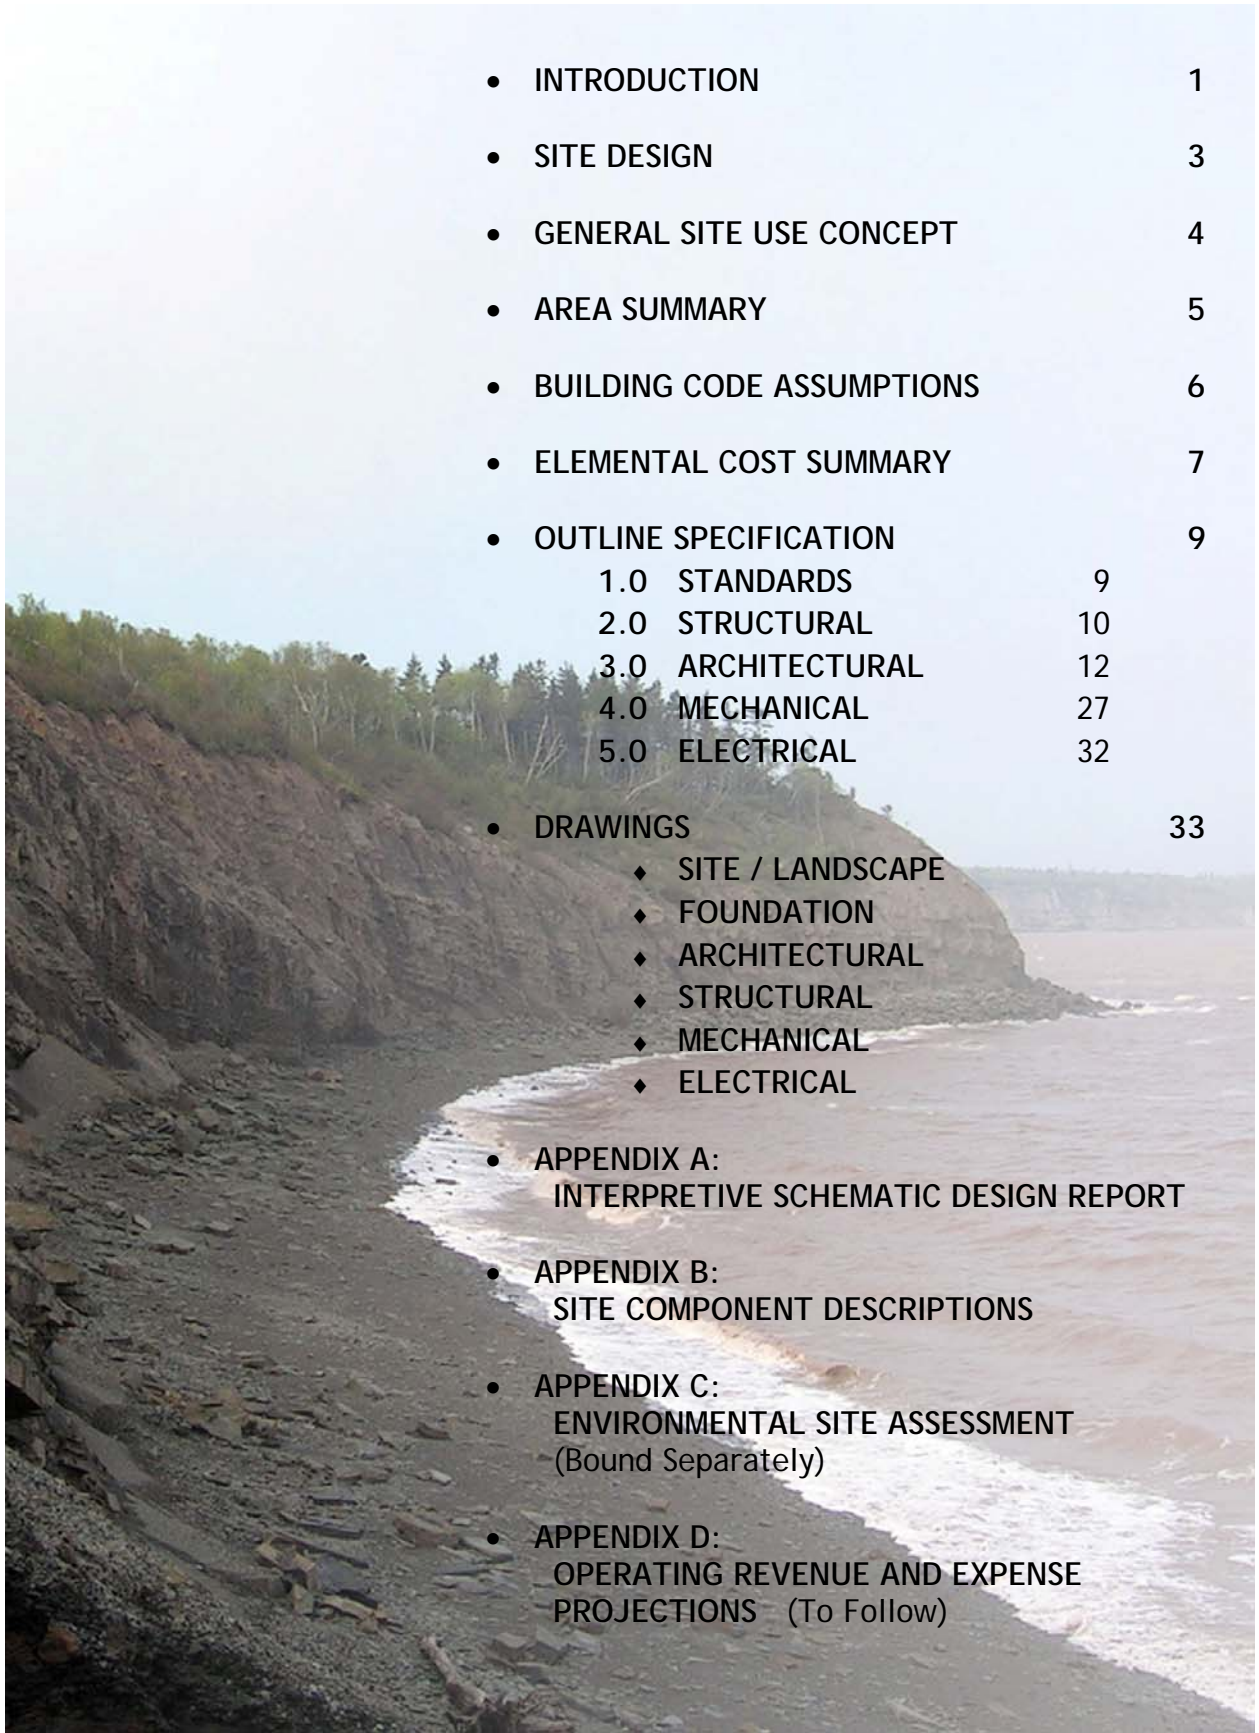 • INTRODUCTION 1
• SITE DESIGN 3
• GENERAL SITE USE CONCEPT 4
• AREA SUMMARY 5
• BUILDING CODE ASSUMPTIONS 6
• ELEMENTAL COST SUMMARY 7
• OUTLINE SPECIFICATION 9
1.0 STANDARDS 9
2.0 STRUCTURAL 10
3.0 ARCHITECTURAL 12
4.0 MECHANICAL 27
5.0 ELECTRICAL 32
• DRAWINGS 33
♦ SITE / LANDSCAPE
♦ FOUNDATION
♦ ARCHITECTURAL
♦ STRUCTURAL
♦ MECHANICAL
♦ ELECTRICAL
• APPENDIX A:
INTERPRETIVE SCHEMATIC DESIGN REPORT
• APPENDIX B:
SITE COMPONENT DESCRIPTIONS
• APPENDIX C:
ENVIRONMENTAL SITE ASSESSMENT
(Bound Separately)
• APPENDIX D:
OPERATING REVENUE AND EXPENSE
PROJECTIONS (To Follow)